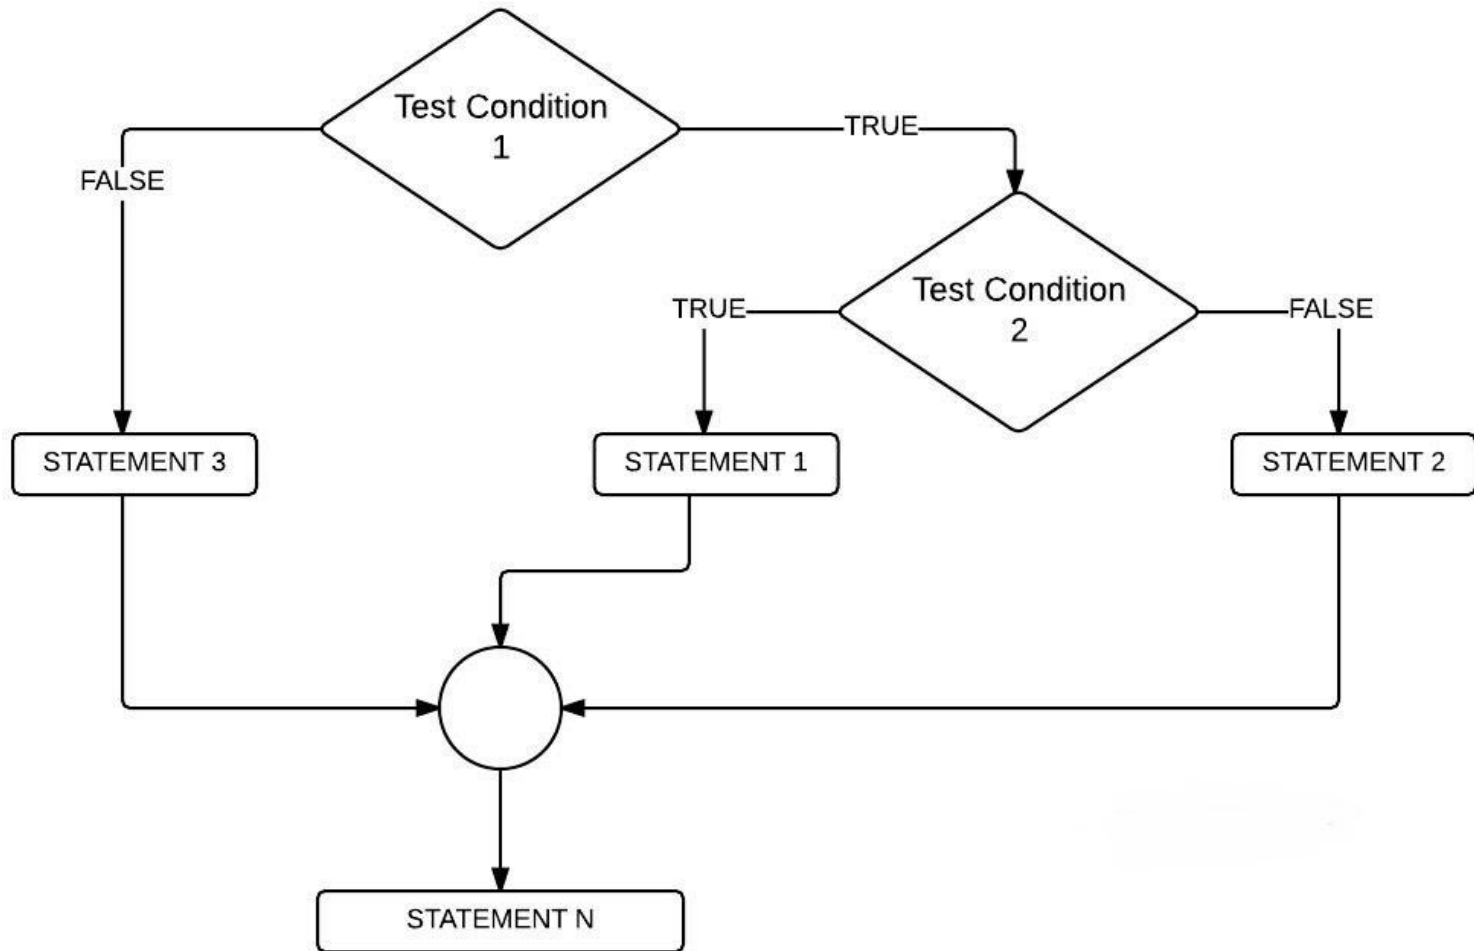 Test Condition
1
TRUE
FALSE
Test Condition
2
TRUE
FALSE
STATEMENT 3
STATEMENT 1
STATEMENT 2
STATEMENT N